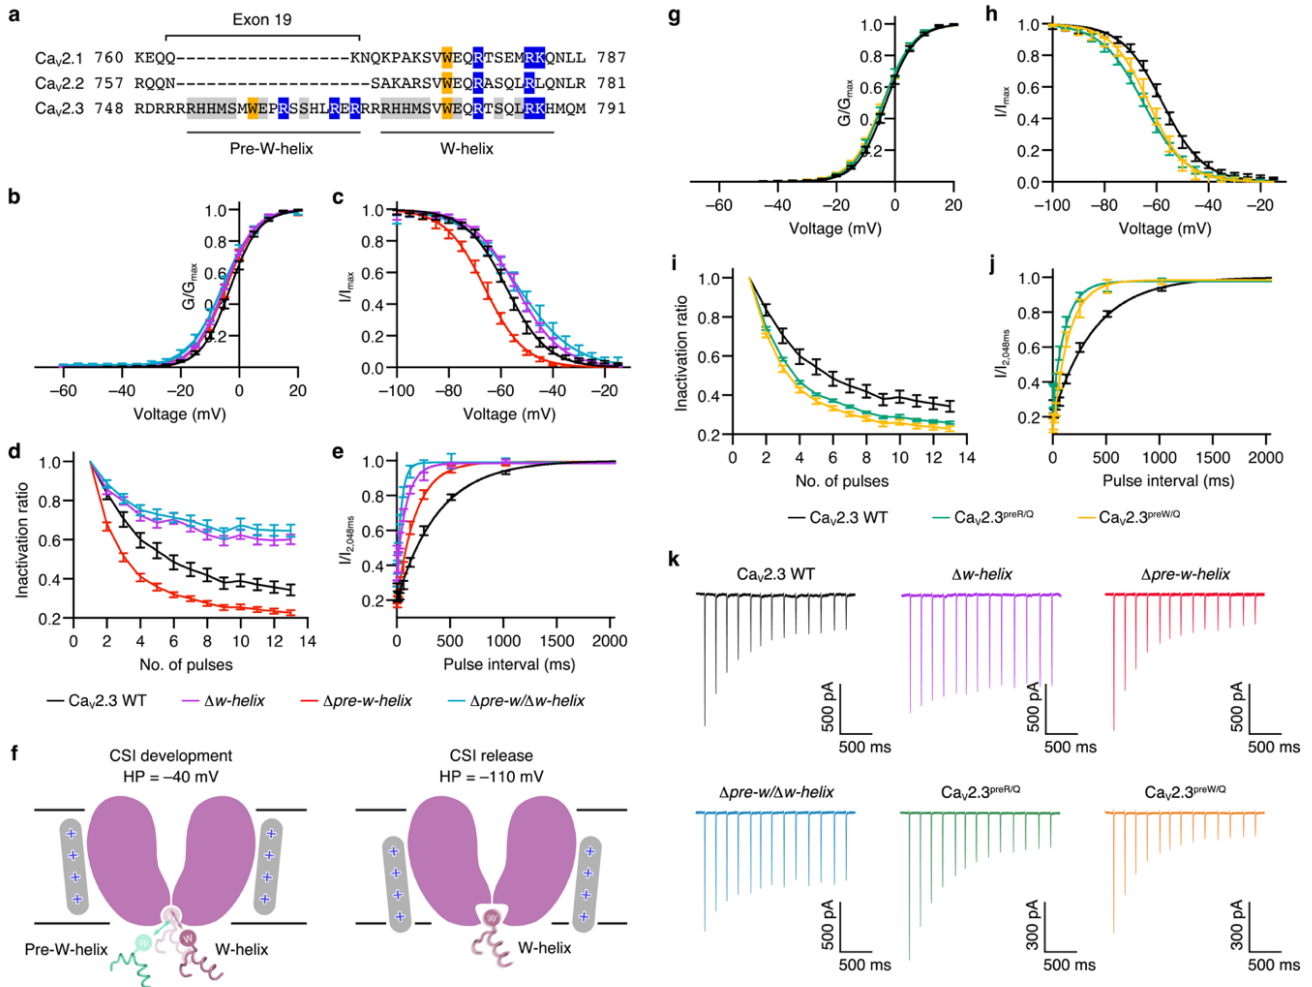 a
Exon 19
CaV2.1 760 KEQQ-----------------KNQKPAKSVWEQRTSEMRKQNLL 787
CaV2.2 757 RQQN-------------------SAKARSVWEQRASQLRLQNLR 781
CaV2.3 748 RDRRRRHHMSMWEPRSSHLRERRRRHHMSVWEQRTSQLRKHMQM 791
Pre-W-helix
W-helix
b
G/Gmax
1.0
0.8
0.6
0.4
0.2
−60 −40 −20 0 20
Voltage (mV)
c
I/Imax
1.0
0.8
0.6
0.4
0.2
0.0
−100 −80 −60 −40 −20
Voltage (mV)
d
Inactivation ratio
1.0
0.8
0.6
0.4
0.2
0 2 4 6 8 10 12 14
No. of pulses
e
I/I2,048ms
1.0
0.8
0.6
0.4
0.2
0 500 1000 2000
Pulse interval (ms)
CaV2.3 WT
Δw-helix
Δpre-w-helix
Δpre-w/Δw-helix
f
CSI development
HP = −40 mV
CSI release
HP = −110 mV
+ + + +
+ + + +
+ + + +
+ + + +
W
W
W
Pre-W-helix
W-helix
W-helix
g
G/Gmax
1.0
0.8
0.6
0.4
0.2
−60 −40 −20 0 20
Voltage (mV)
h
I/Imax
1.0
0.8
0.6
0.4
0.2
0.0
−100 −80 −60 −40 −20
Voltage (mV)
i
Inactivation ratio
1.0
0.8
0.6
0.4
0.2
0 2 4 6 8 10 12 14
No. of pulses
j
I/I2,048ms
1.0
0.8
0.6
0.4
0.2
0 500 1000 2000
Pulse interval (ms)
CaV2.3 WT
CaV2.3preR/Q
CaV2.3preW/Q
k
CaV2.3 WT
500 pA
500 ms
Δw-helix
500 pA
500 ms
Δpre-w-helix
500 pA
500 ms
Δpre-w/Δw-helix
500 pA
500 ms
CaV2.3preR/Q
300 pA
500 ms
CaV2.3preW/Q
300 pA
500 ms